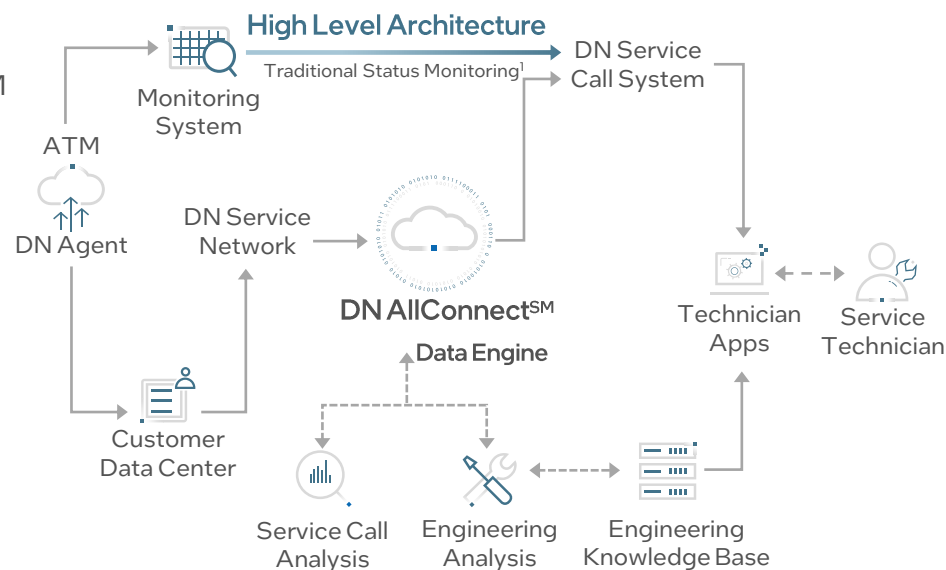 High Level Architecture
Traditional Status Monitoring¹
DN Service
Call System
Monitoring
System
M
ATM
DN Agent
DN Service
Network
DN AllConnect℠
Data Engine
Technician
Apps
Service
Technician
Customer
Data Center
Service Call
Analysis
Engineering
Analysis
Engineering
Knowledge Base